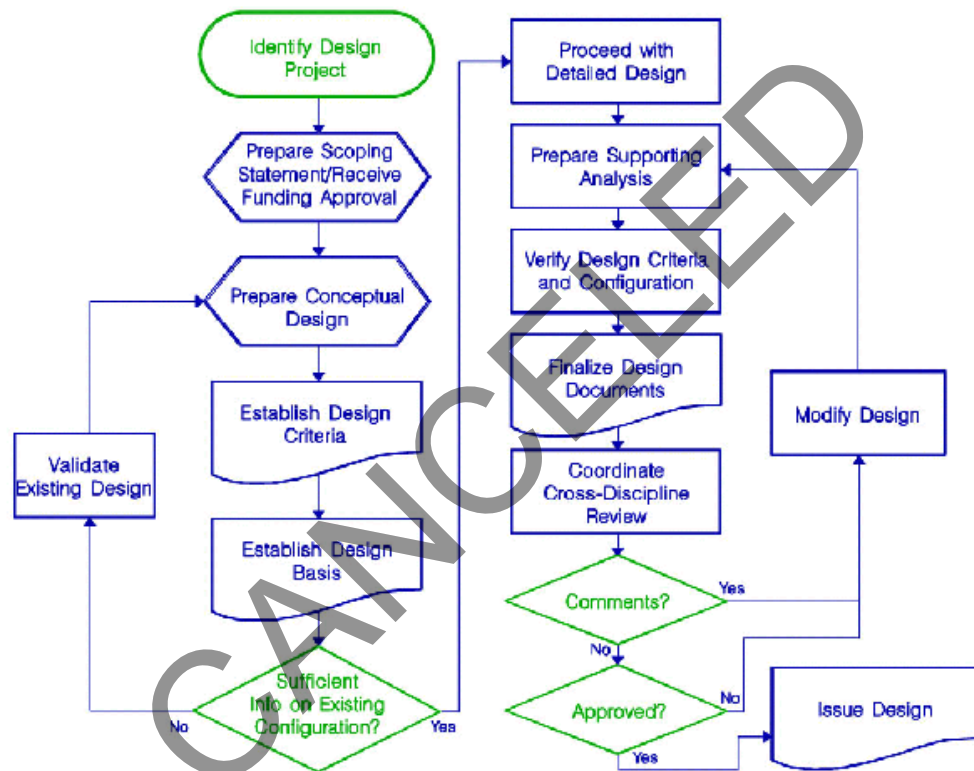 Identify Design
Project
Prepare Scoping
Statement/Receive
Funding Approval
Prepare Conceptual
Design
Establish Design
Criteria
Validate
Existing Design
Establish Design
Basis
Sufficient
Info on Existing
Configuration?
No
Yes
Proceed with
Detailed Design
Prepare Supporting
Analysis
Verify Design Criteria
and Configuration
Finalize Design
Documents
Modify Design
Coordinate
Cross-Discipline
Review
Comments?
Yes
No
Approved?
No
Yes
Issue Design
CANCELED